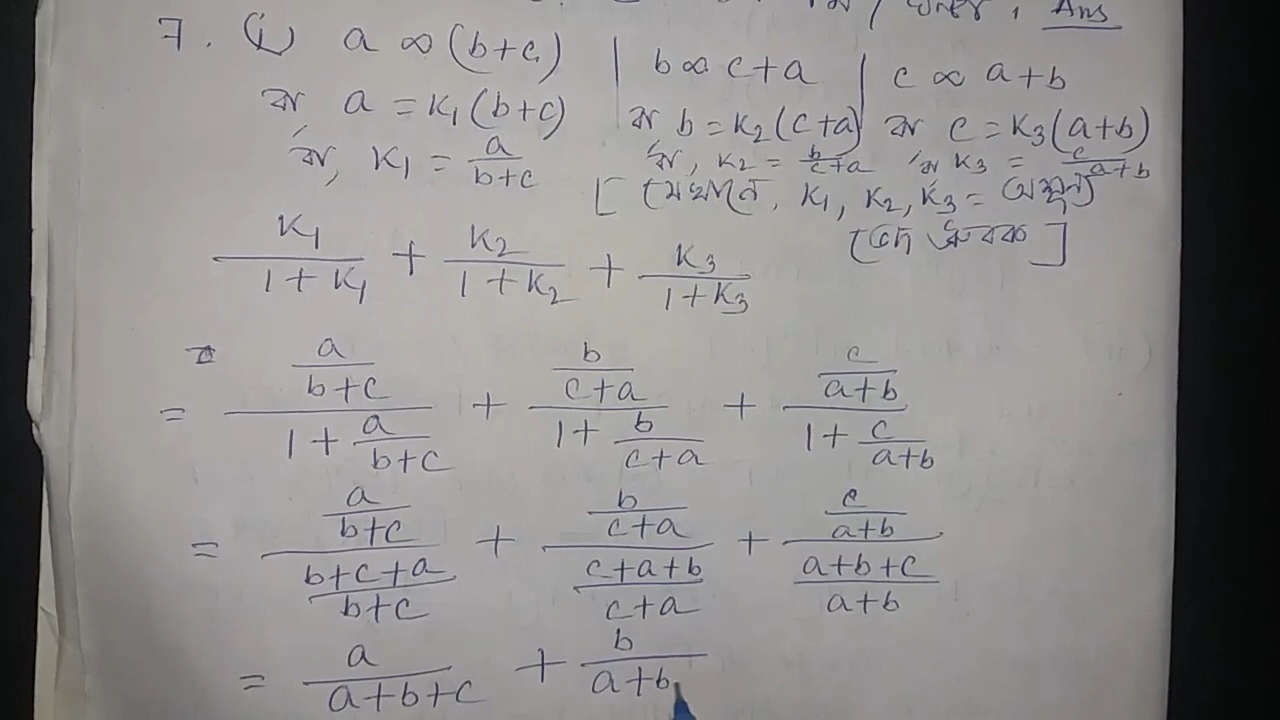 Ans
7. (i) a ∝ (b+c) | b ∝ c+a | c ∝ a+b
বা a = K₁(b+c) বা b = K₂(c+a) বা c = K₃(a+b)
বা, K₁ = a/(b+c) বা, K₂ = b/(c+a) বা K₃ = c/(a+b)
[ K₁, K₂, K₃ =
ভেদ ধ্রুবক ]
K₁/(1+K₁) + K₂/(1+K₂) + K₃/(1+K₃)
= (a/(b+c))/(1+a/(b+c)) + (b/(c+a))/(1+b/(c+a)) + (c/(a+b))/(1+c/(a+b))
= (a/(b+c))/((b+c+a)/(b+c)) + (b/(c+a))/((c+a+b)/(c+a)) + (c/(a+b))/((a+b+c)/(a+b))
= a/(a+b+c) + b/(a+b